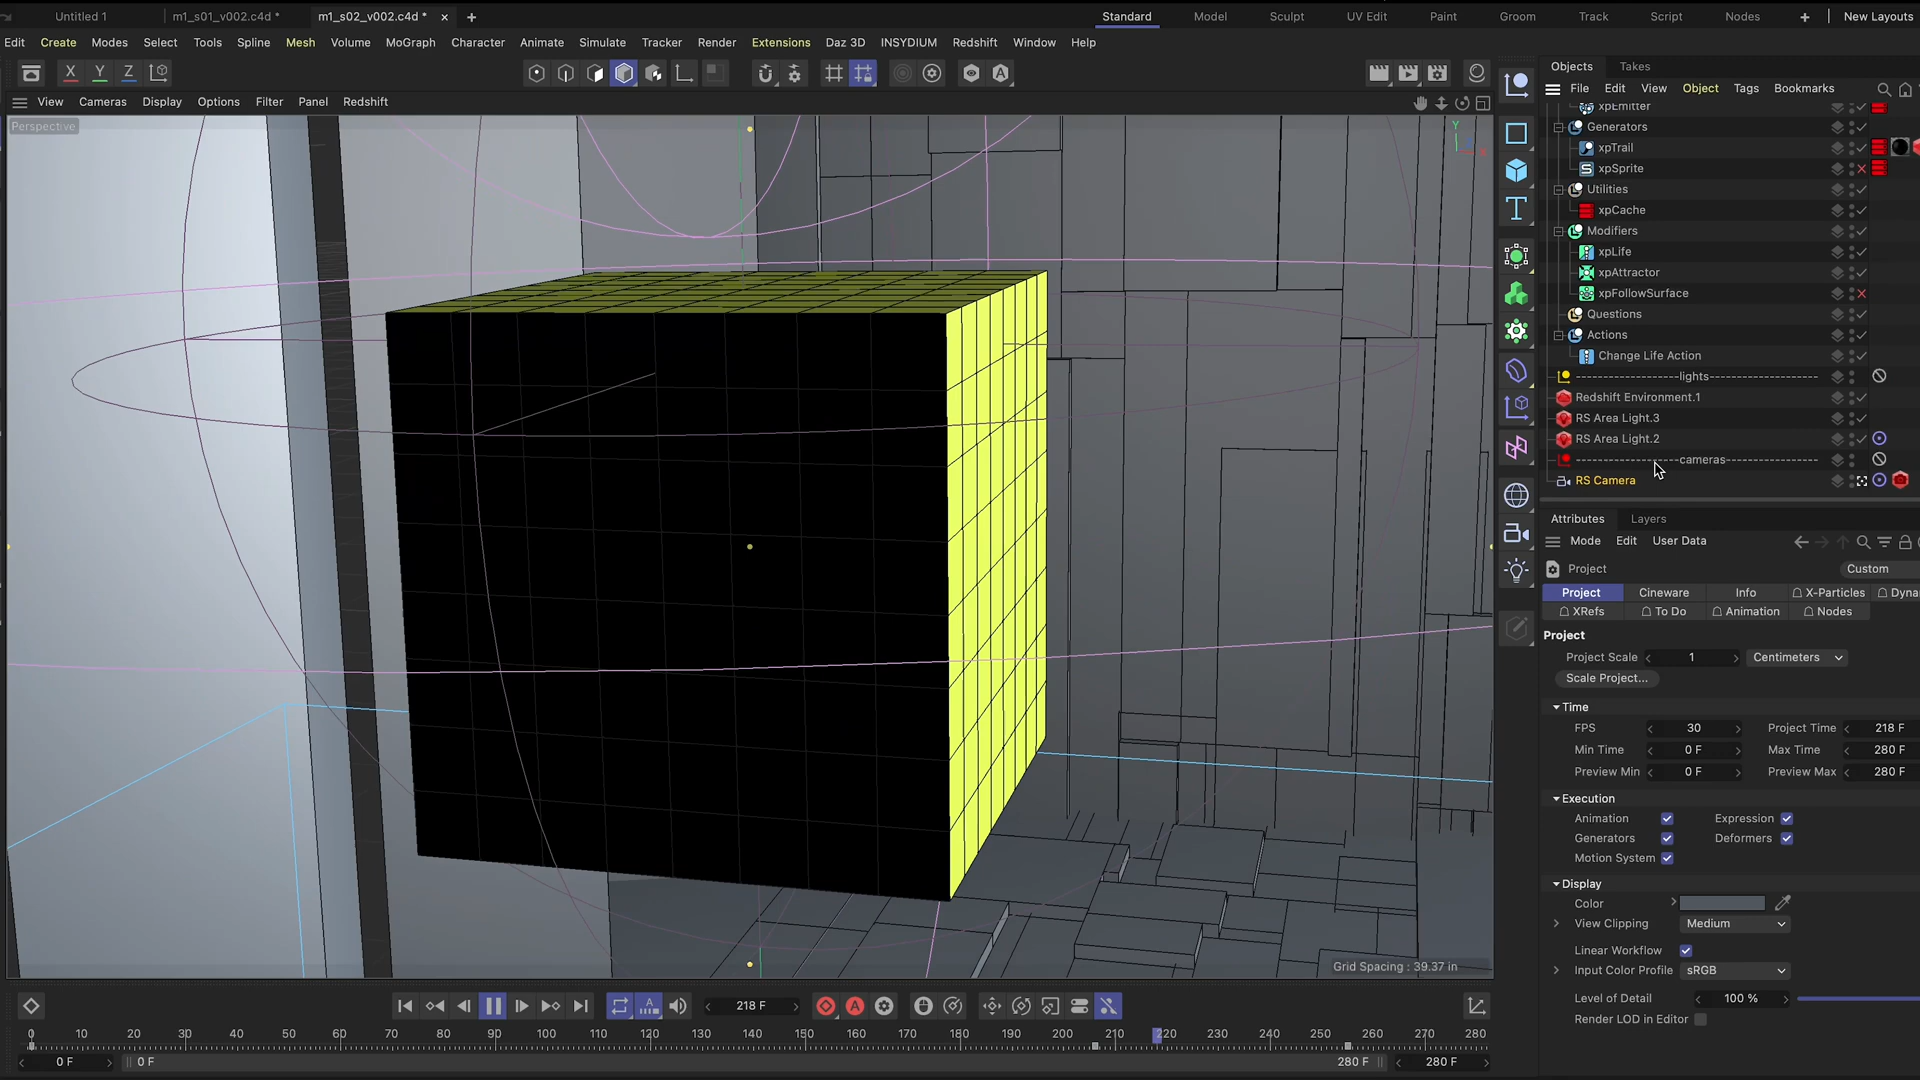 Untitled 1
m1_s01_v002.c4d *
m1_s02_v002.c4d *
Standard
Model
Sculpt
UV Edit
Paint
Groom
Track
Script
Nodes
New Layouts
Edit Create Modes Select Tools Spline Mesh Volume MoGraph Character Animate Simulate Tracker Render Extensions Daz 3D INSYDIUM Redshift Window Help
X Y Z
Objects Takes
View Cameras Display Options Filter Panel Redshift
File Edit View Object Tags Bookmarks
Perspective
Y
xpEmitter
Generators
xpTrail
xpSprite
Utilities
xpCache
Modifiers
xpLife
xpAttractor
xpFollowSurface
Questions
Actions
Change Life Action
--------------------lights--------------------
Redshift Environment.1
RS Area Light.3
RS Area Light.2
--------------------cameras------------------
RS Camera
Attributes Layers
Mode Edit User Data
Project
Custom
Project Cineware Info X-Particles Dyna
XRefs To Do Animation Nodes
Project
Project Scale 1 Centimeters
Scale Project...
Time
FPS 30 Project Time 218 F
Min Time 0 F Max Time 280 F
Preview Min 0 F Preview Max 280 F
Execution
Animation Expression
Generators Deformers
Motion System
Display
Color
View Clipping Medium
Linear Workflow
Input Color Profile sRGB
Level of Detail 100 %
Render LOD in Editor
Grid Spacing : 39.37 in
218 F
0 10 20 30 40 50 60 70 80 90 100 110 120 130 140 150 160 170 180 190 200 210 220 230 240 250 260 270 280
0 F 0 F 280 F 280 F